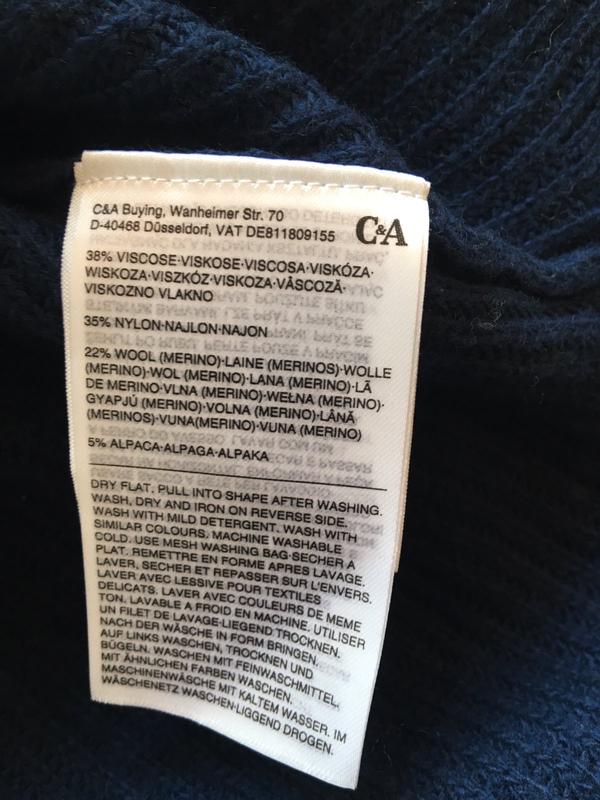 C&A Buying, Wanheimer Str. 70
D-40468 Düsseldorf, VAT DE811809155
C&A
38% VISCOSE·VISKOSE·VISCOSA·VISKÓZA·
WISKOZA·VISZKÓZ·VISKOZA·VÂSCOZĂ·
VISKOZNO VLAKNO
35% NYLON·NAJLON·NAJON
22% WOOL (MERINO)·LAINE (MERINOS)·WOLLE
(MERINO)·WOL (MERINO)·LANA (MERINO)·LÃ
DE MERINO·VLNA (MERINO)·WEŁNA (MERINO)·
GYAPJÚ (MERINO)·VOLNA (MERINO)·LÂNĂ
(MERINOS)·VUNA(MERINO)·VUNA (MERINO)
5% ALPACA·ALPAGA·ALPAKA
DRY FLAT. PULL INTO SHAPE AFTER WASHING.
WASH, DRY AND IRON ON REVERSE SIDE.
WASH WITH MILD DETERGENT. WASH WITH
SIMILAR COLOURS. MACHINE WASHABLE
COLD. USE MESH WASHING BAG·SECHER A
PLAT. REMETTRE EN FORME APRES LAVAGE.
LAVER, SECHER ET REPASSER SUR L'ENVERS.
LAVER AVEC LESSIVE POUR TEXTILES
DELICATS. LAVER AVEC COULEURS DE MEME
TON. LAVABLE A FROID EN MACHINE. UTILISER
UN FILET DE LAVAGE·LIEGEND TROCKNEN.
NACH DER WÄSCHE IN FORM BRINGEN.
AUF LINKS WASCHEN, TROCKNEN UND
BÜGELN. WASCHEN MIT FEINWASCHMITTEL.
MIT ÄHNLICHEN FARBEN WASCHEN.
MASCHINENWÄSCHE MIT KALTEM WASSER. IM
WÄSCHENETZ WASCHEN·LIGGEND DROGEN.